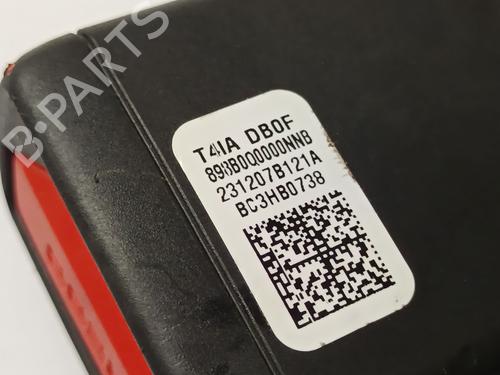 B-PARTS
T4IA DB0F
898B0Q0000NNB
231207B121A
BC3HB0738